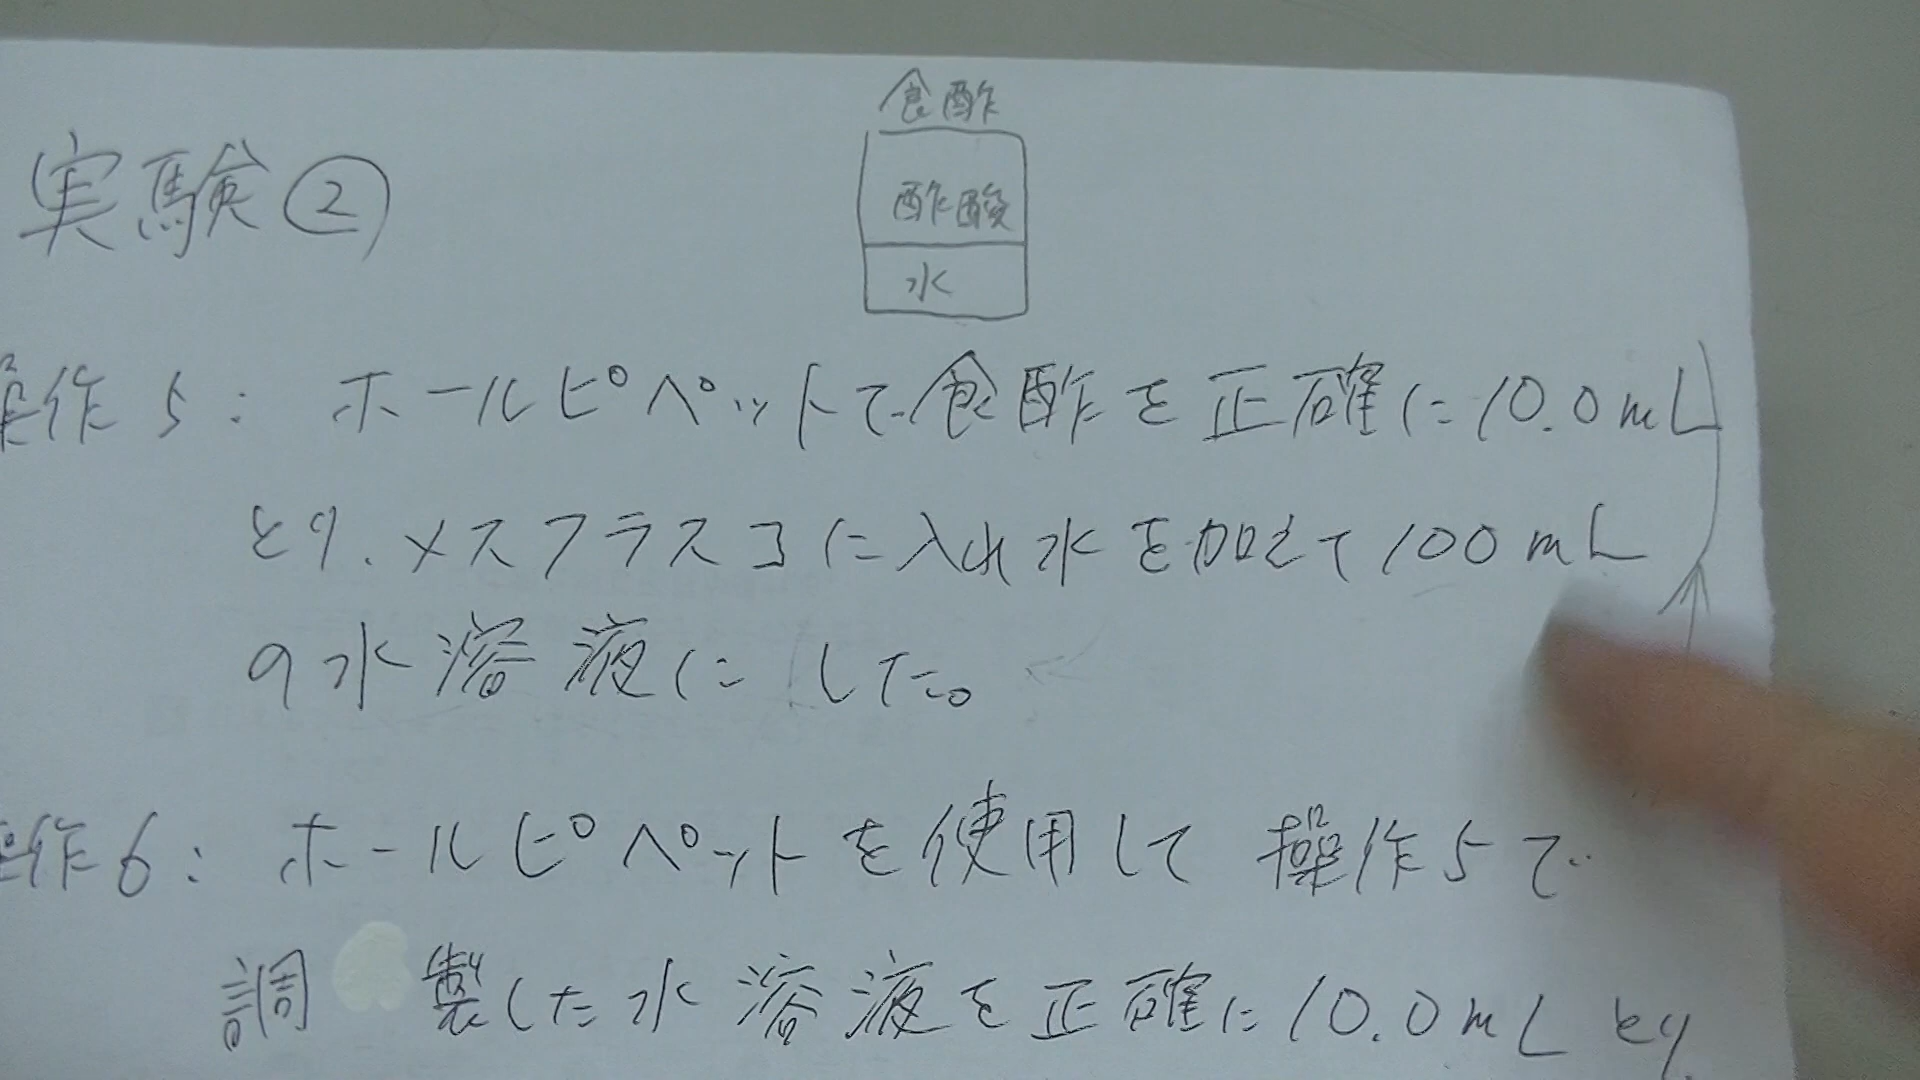 食酢
実験②
酢酸
水
操作5: ホールピペットで食酢を正確に10.0mL
とり、メスフラスコに入れ水を加えて100mL
の水溶液にした。
操作6: ホールピペットを使用して操作5で
調製した水溶液を正確に10.0mLとり、